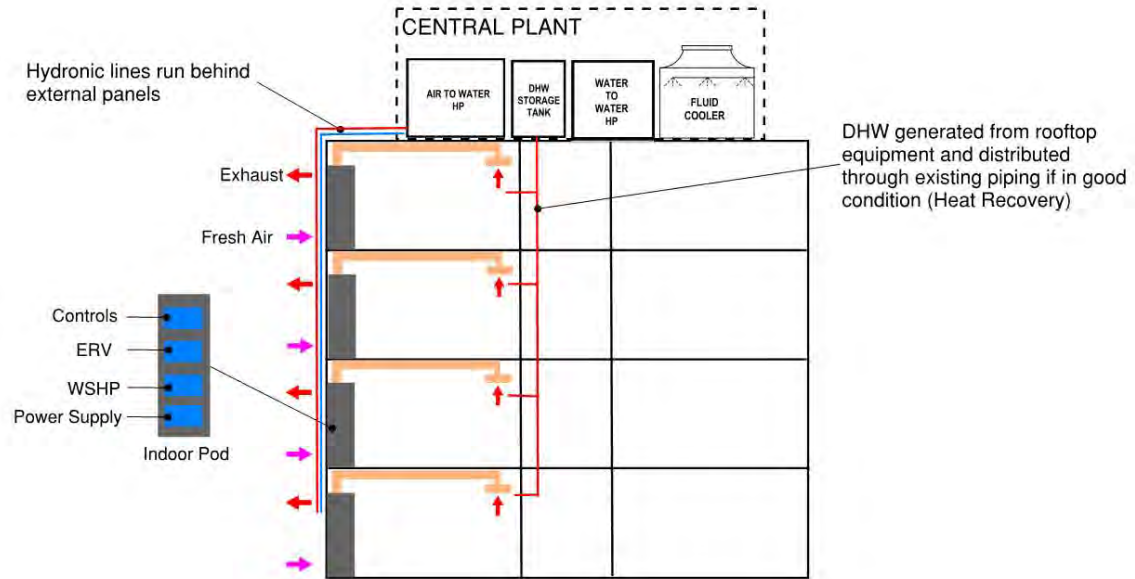 CENTRAL PLANT
Hydronic lines run behind
external panels
AIR TO WATER
HP
DHW
STORAGE
TANK
WATER
TO
WATER
HP
FLUID
COOLER
DHW generated from rooftop
equipment and distributed
through existing piping if in good
condition (Heat Recovery)
Exhaust
Fresh Air
Controls
ERV
WSHP
Power Supply
Indoor Pod